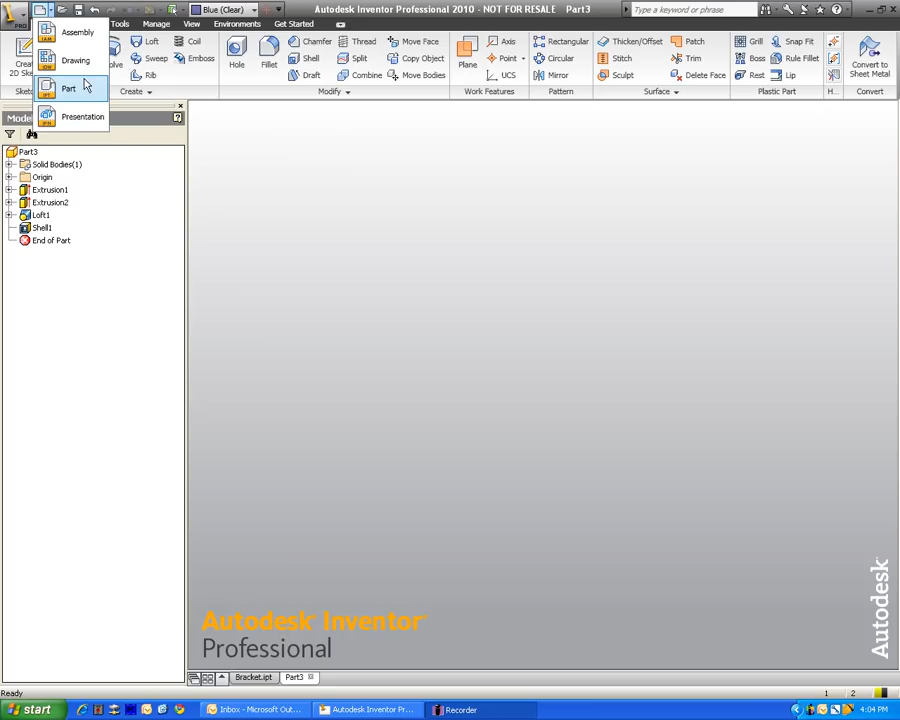 Blue (Clear)
Autodesk Inventor Professional 2010 - NOT FOR RESALE Part3
Type a keyword or phrase
PRO
Tools Manage View Environments Get Started
Assembly
Drawing
Part
Presentation
Loft Coil
Sweep Emboss
Rib
Create
Hole
Fillet
Chamfer Thread Move Face
Shell Split Copy Object
Draft Combine Move Bodies
Modify
Plane
Axis
Point
UCS
Work Features
Rectangular
Circular
Mirror
Pattern
Thicken/Offset Patch
Stitch Trim
Sculpt Delete Face
Surface
Grill Snap Fit
Boss Rule Fillet
Rest Lip
Plastic Part
H...
Convert to
Sheet Metal
Convert
Part3
Solid Bodies(1)
Origin
Extrusion1
Extrusion2
Loft1
Shell1
End of Part
Autodesk Inventor
Professional
Autodesk
Bracket.ipt Part3
Ready
1 2
start
Inbox - Microsoft Out...
Autodesk Inventor Pr...
Recorder
4:04 PM